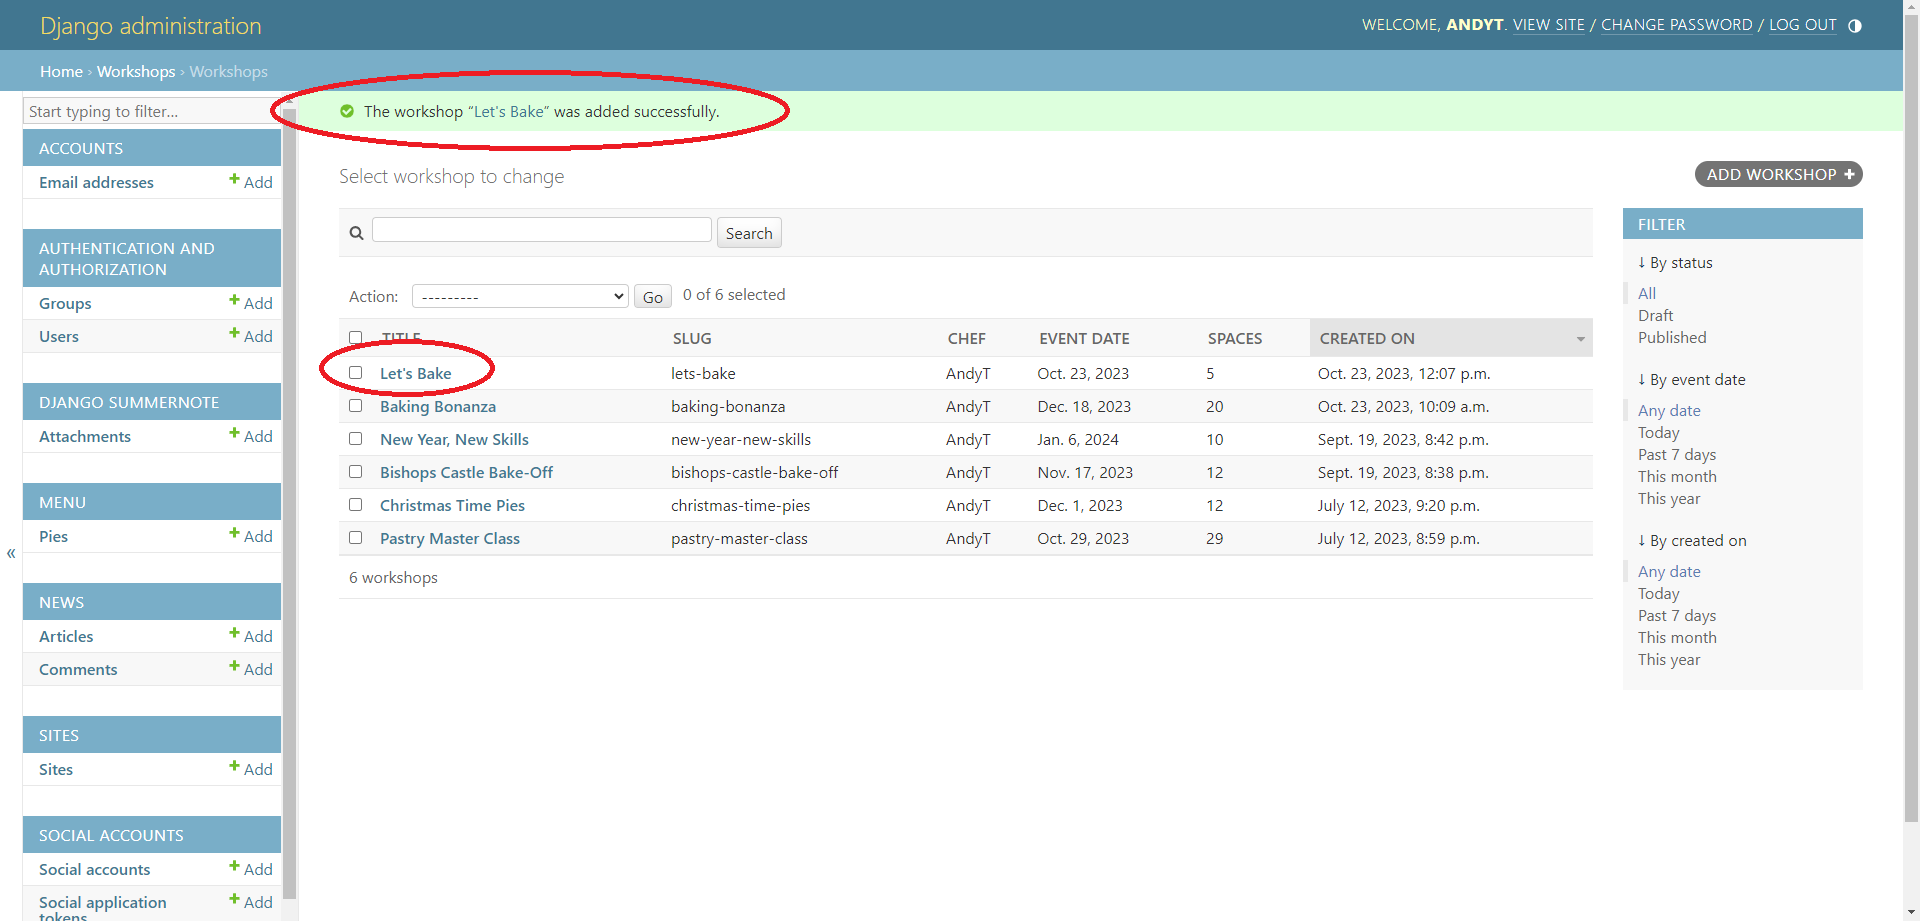 Django administration
WELCOME, ANDYT. VIEW SITE / CHANGE PASSWORD / LOG OUT
Home › Workshops › Workshops
Start typing to filter...
ACCOUNTS
Email addresses + Add
AUTHENTICATION AND
AUTHORIZATION
Groups + Add
Users + Add
DJANGO SUMMERNOTE
Attachments + Add
MENU
Pies + Add
NEWS
Articles + Add
Comments + Add
SITES
Sites + Add
SOCIAL ACCOUNTS
Social accounts + Add
Social application + Add
tokens
«
The workshop “Let's Bake” was added successfully.
Select workshop to change
ADD WORKSHOP +
Search
Action: --------- Go 0 of 6 selected
TITLE SLUG CHEF EVENT DATE SPACES CREATED ON
Let's Bake lets-bake AndyT Oct. 23, 2023 5 Oct. 23, 2023, 12:07 p.m.
Baking Bonanza baking-bonanza AndyT Dec. 18, 2023 20 Oct. 23, 2023, 10:09 a.m.
New Year, New Skills new-year-new-skills AndyT Jan. 6, 2024 10 Sept. 19, 2023, 8:42 p.m.
Bishops Castle Bake-Off bishops-castle-bake-off AndyT Nov. 17, 2023 12 Sept. 19, 2023, 8:38 p.m.
Christmas Time Pies christmas-time-pies AndyT Dec. 1, 2023 12 July 12, 2023, 9:20 p.m.
Pastry Master Class pastry-master-class AndyT Oct. 29, 2023 29 July 12, 2023, 8:59 p.m.
6 workshops
FILTER
↓ By status
All
Draft
Published
↓ By event date
Any date
Today
Past 7 days
This month
This year
↓ By created on
Any date
Today
Past 7 days
This month
This year